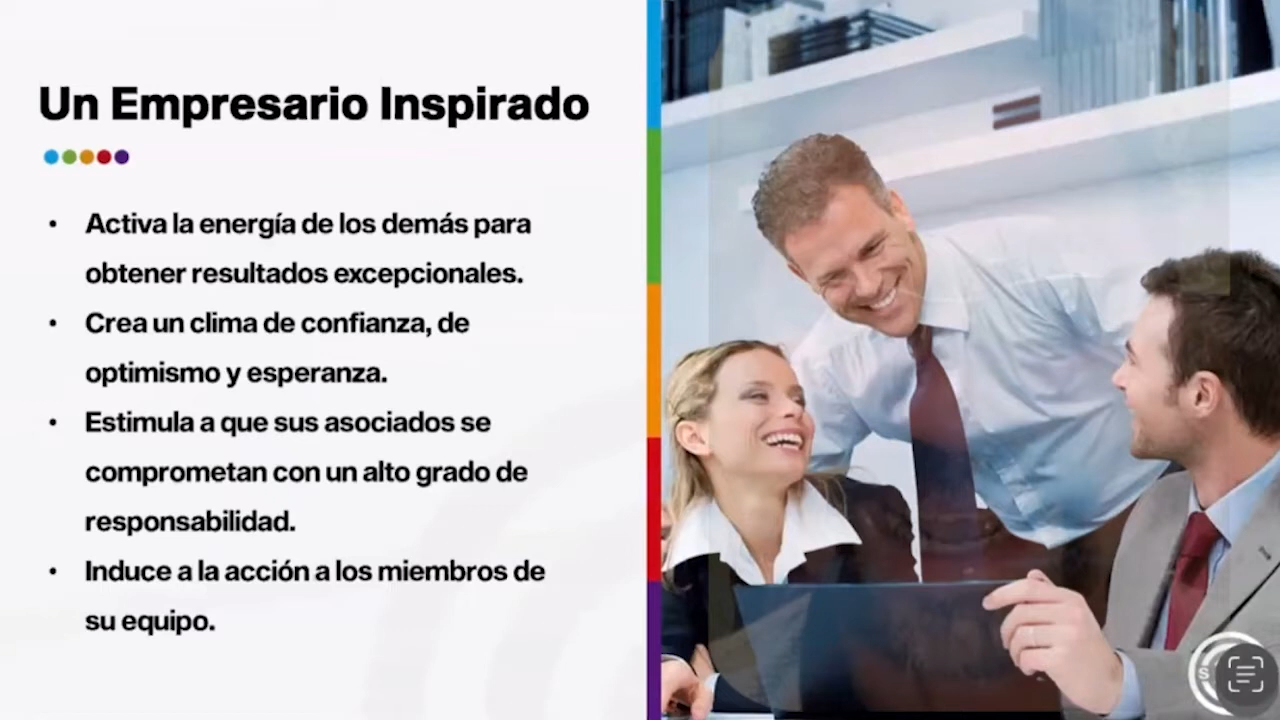 Un Empresario Inspirado
• Activa la energía de los demás para
obtener resultados excepcionales.
• Crea un clima de confianza, de
optimismo y esperanza.
• Estimula a que sus asociados se
comprometan con un alto grado de
responsabilidad.
• Induce a la acción a los miembros de
su equipo.